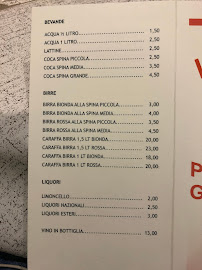 BEVANDE
ACQUA ½ LITRO 1,50
ACQUA 1 LITRO 2,50
LATTINE 2,50
COCA SPINA PICCOLA 2,50
COCA SPINA MEDIA 3,50
COCA SPINA GRANDE 4,50
BIRRE
BIRRA BIONDA ALLA SPINA PICCOLA 3,00
BIRRA BIONDA ALLA SPINA MEDIA 4,00
BIRRA ROSSA ALLA SPINA PICCOLA 3,50
BIRRA ROSSA ALLA SPINA MEDIA 4,50
CARAFFA BIRRA 1,5 LT BIONDA 20,00
CARAFFA BIRRA 1,5 LT ROSSA 23,00
CARAFFA BIRRA 1 LT BIONDA 18,00
CARAFFA BIRRA 1 LT ROSSA 20,00
LIQUORI
LIMONCELLO 2,00
LIQUORI NAZIONALI 2,50
LIQUORI ESTERI 3,00
VINO IN BOTTIGLIA 15,00